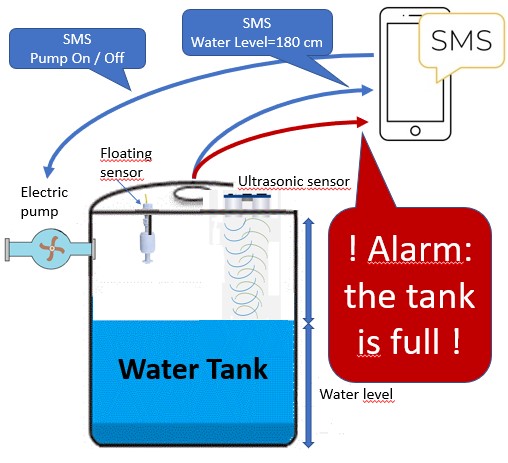 SMS
Pump On / Off
SMS
Water Level=180 cm
SMS
Floating
sensor
Ultrasonic sensor
Electric
pump
! Alarm:
the tank
is full !
Water Tank
Water level